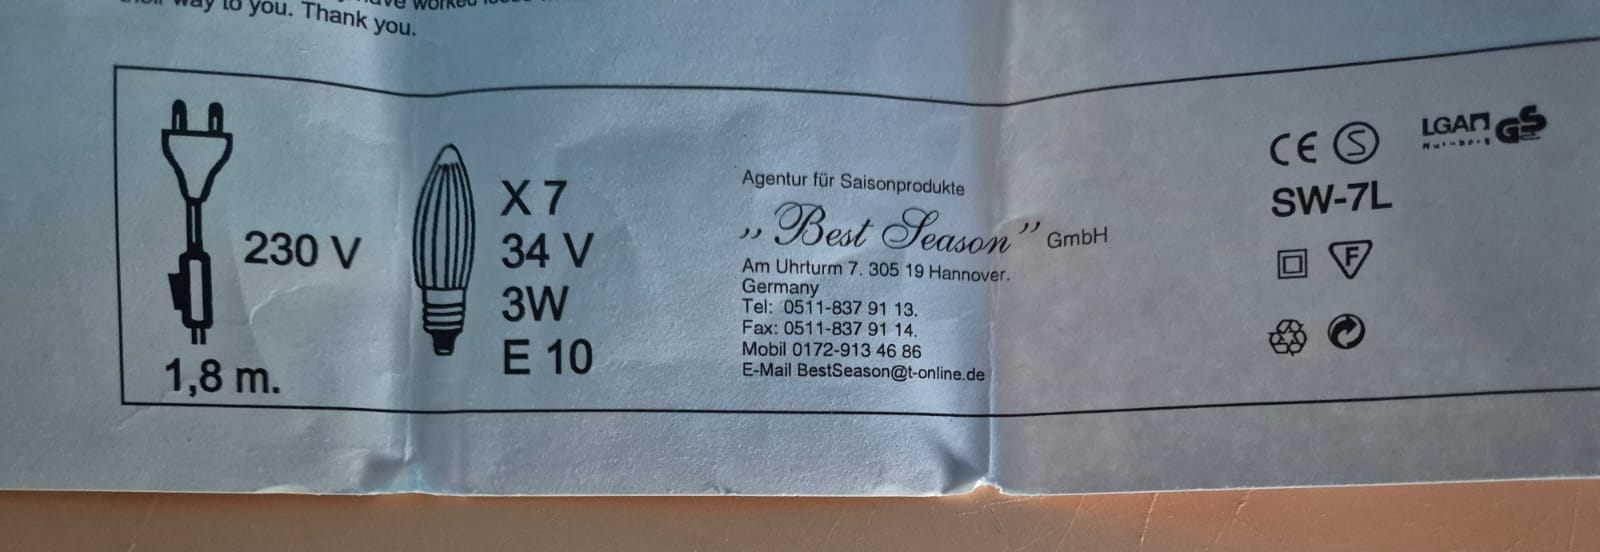 way to you. Thank you.
worked
230 V
1,8 m.
X 7
34 V
3W
E 10
Agentur für Saisonprodukte
„Best Season” GmbH
Am Uhrturm 7. 305 19 Hannover.
Germany
Tel: 0511-837 91 13.
Fax: 0511-837 91 14.
Mobil 0172-913 46 86
E-Mail BestSeason@t-online.de
CE S
LGA GS
Nürnberg
SW-7L
F